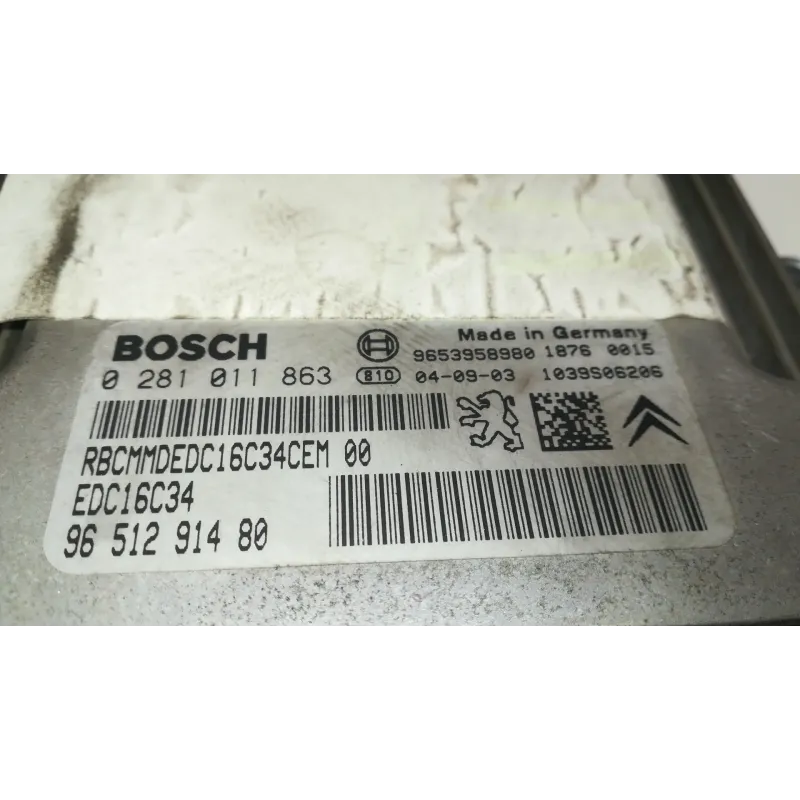 BOSCH
Made in Germany
9653958980 1876 0015
0 281 011 863 810 04-09-03 1039S06206
RBCMMDEDC16C34CEM 00
EDC16C34
96 512 914 80